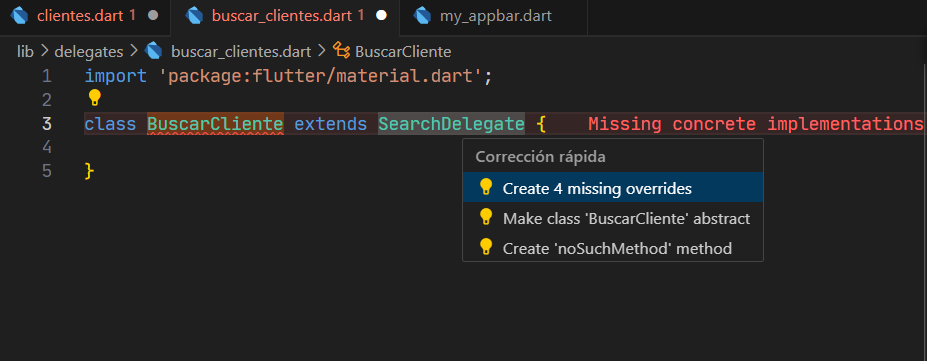 clientes.dart 1
buscar_clientes.dart 1
my_appbar.dart
lib > delegates > buscar_clientes.dart > BuscarCliente
1 import 'package:flutter/material.dart';
2
3 class BuscarCliente extends SearchDelegate { Missing concrete implementations
4
5 }
Corrección rápida
Create 4 missing overrides
Make class 'BuscarCliente' abstract
Create 'noSuchMethod' method